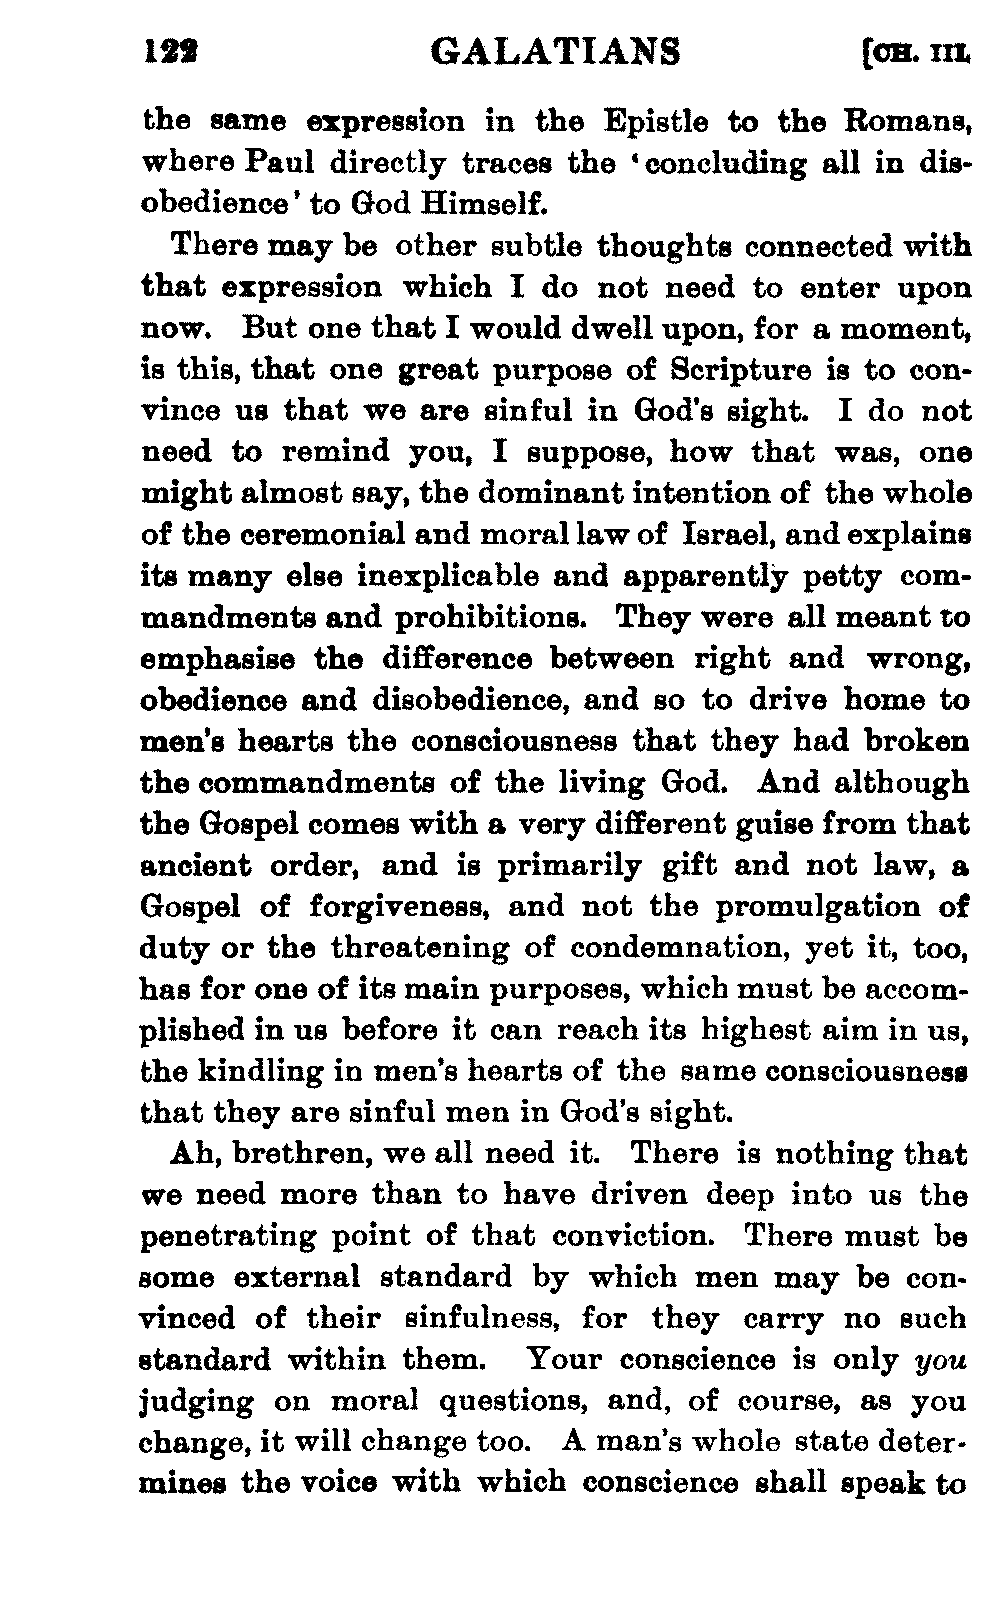 122 GALATIANS [CH. III.
the same expression in the Epistle to the Romans,
where Paul directly traces the ‘concluding all in dis-
obedience’ to God Himself.
There may be other subtle thoughts connected with
that expression which I do not need to enter upon
now. But one that I would dwell upon, for a moment,
is this, that one great purpose of Scripture is to con-
vince us that we are sinful in God's sight. I do not
need to remind you, I suppose, how that was, one
might almost say, the dominant intention of the whole
of the ceremonial and moral law of Israel, and explains
its many else inexplicable and apparently petty com-
mandments and prohibitions. They were all meant to
emphasise the difference between right and wrong,
obedience and disobedience, and so to drive home to
men's hearts the consciousness that they had broken
the commandments of the living God. And although
the Gospel comes with a very different guise from that
ancient order, and is primarily gift and not law, a
Gospel of forgiveness, and not the promulgation of
duty or the threatening of condemnation, yet it, too,
has for one of its main purposes, which must be accom-
plished in us before it can reach its highest aim in us,
the kindling in men's hearts of the same consciousness
that they are sinful men in God's sight.
Ah, brethren, we all need it. There is nothing that
we need more than to have driven deep into us the
penetrating point of that conviction. There must be
some external standard by which men may be con-
vinced of their sinfulness, for they carry no such
standard within them. Your conscience is only you
judging on moral questions, and, of course, as you
change, it will change too. A man's whole state deter-
mines the voice with which conscience shall speak to